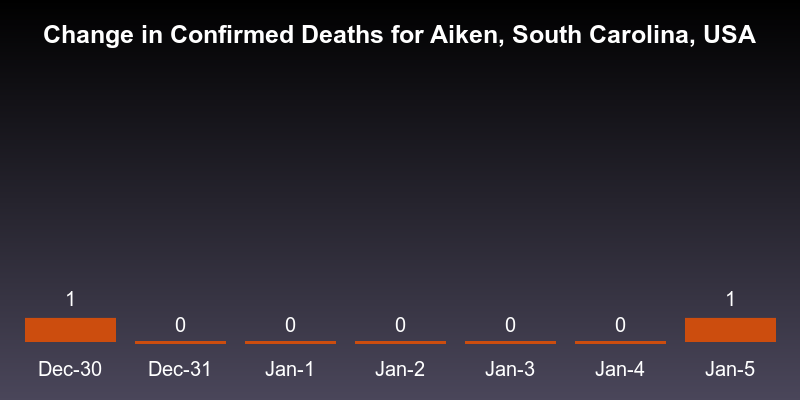 Change in Confirmed Deaths for Aiken, South Carolina, USA
1 0 0 0 0 0 1
Dec-30 Dec-31 Jan-1 Jan-2 Jan-3 Jan-4 Jan-5